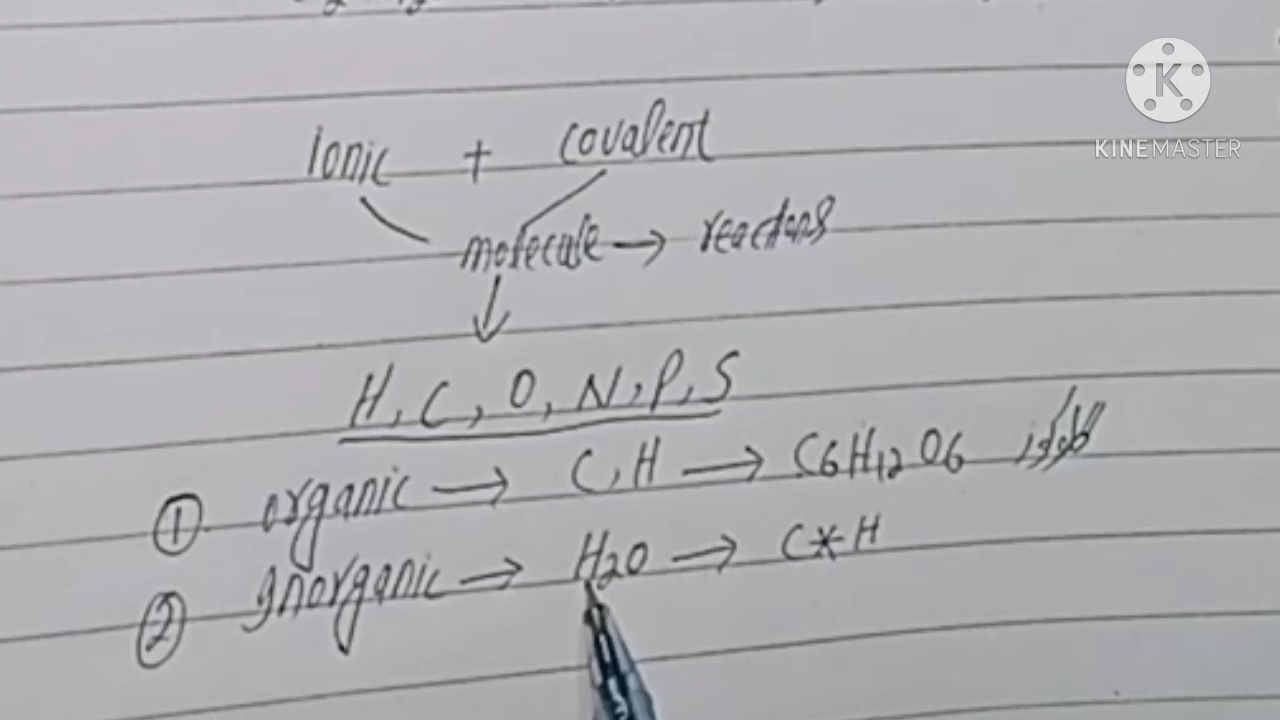 K
KINEMASTER
Ionic + covalent
molecule → reactions
↓
H, C, O, N, P, S
① organic → C, H → C6H12O6
② Inorganic → H2O → C*H